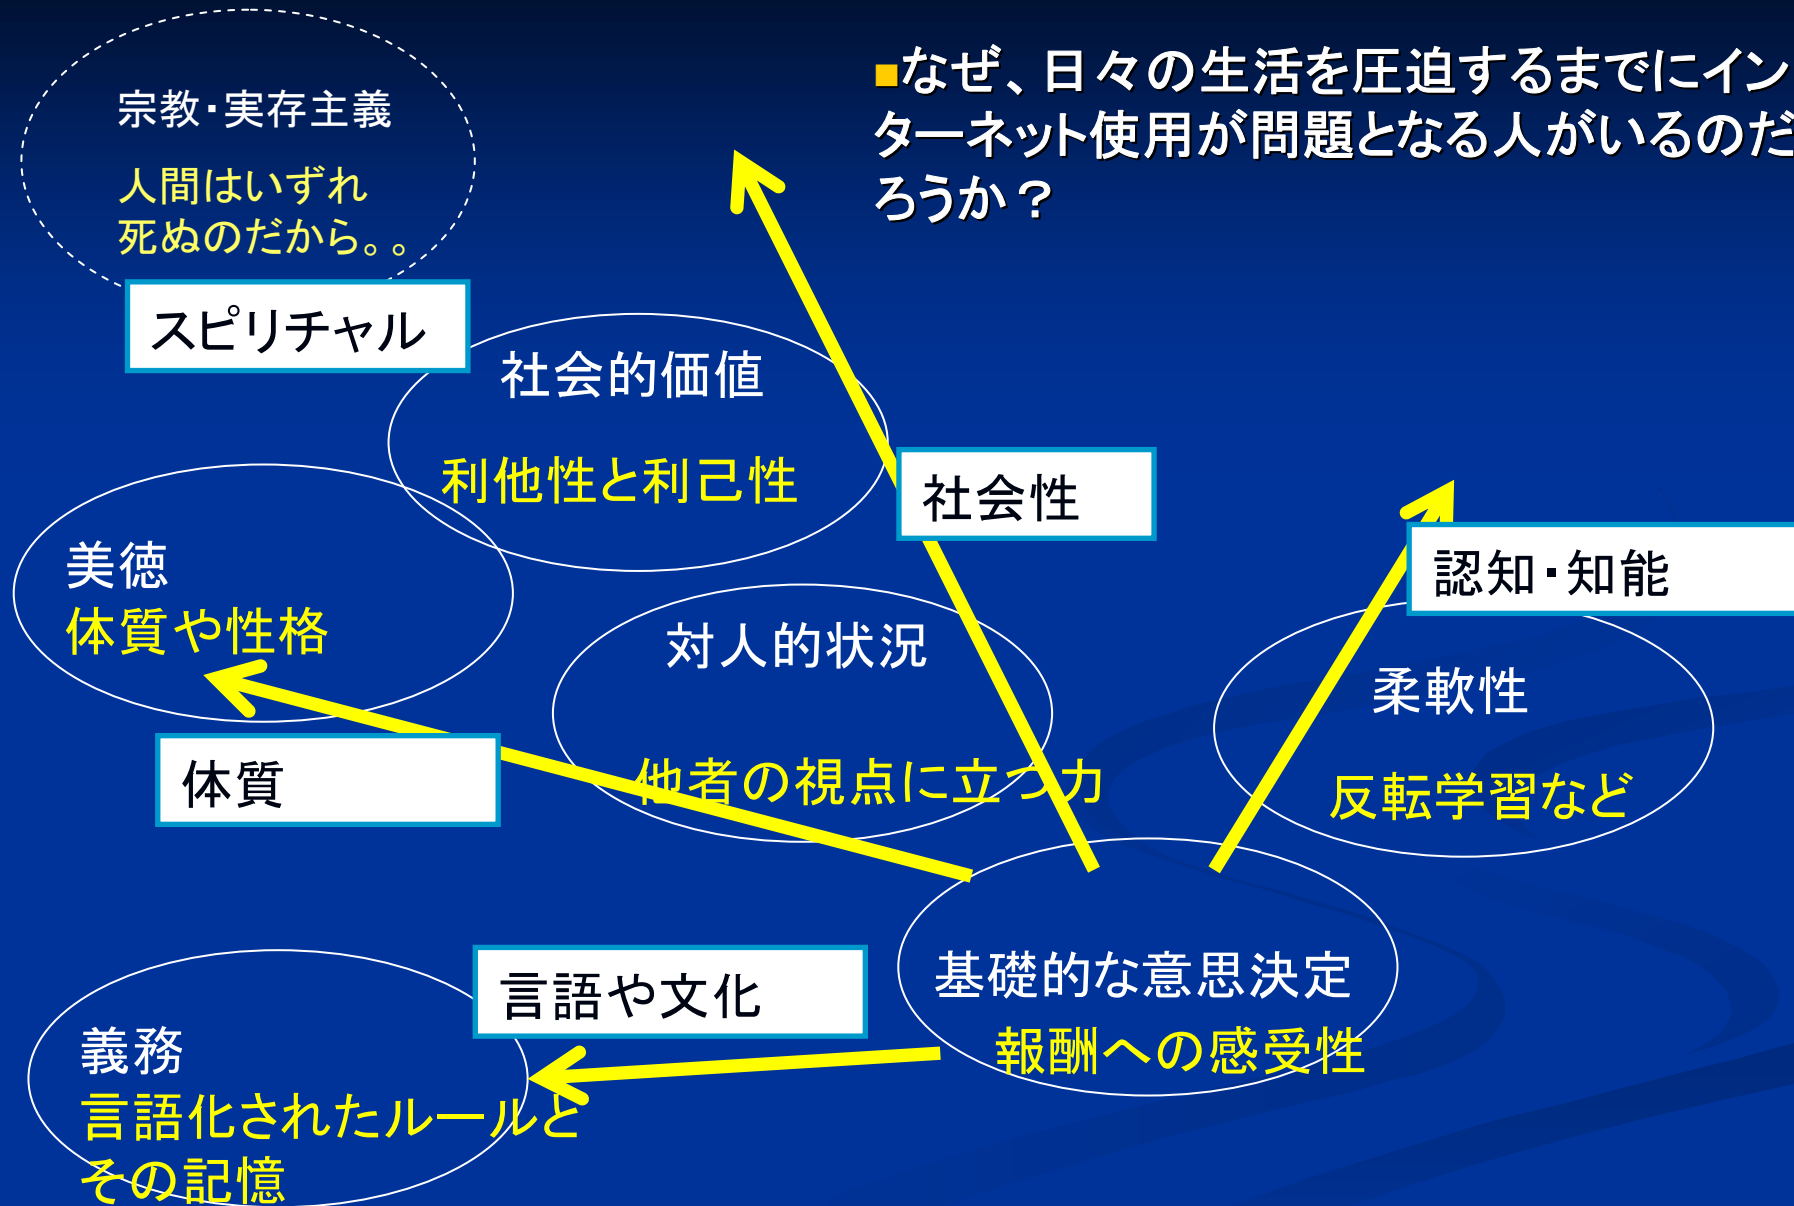 ■なぜ、日々の生活を圧迫するまでにイン
ターネット使用が問題となる人がいるのだ
ろうか？
宗教・実存主義
人間はいずれ
死ぬのだから。。
スピリチャル
社会的価値
利他性と利己性
社会性
認知・知能
美徳
体質や性格
対人的状況
他者の視点に立つ力
柔軟性
反転学習など
体質
言語や文化
基礎的な意思決定
報酬への感受性
義務
言語化されたルールと
その記憶